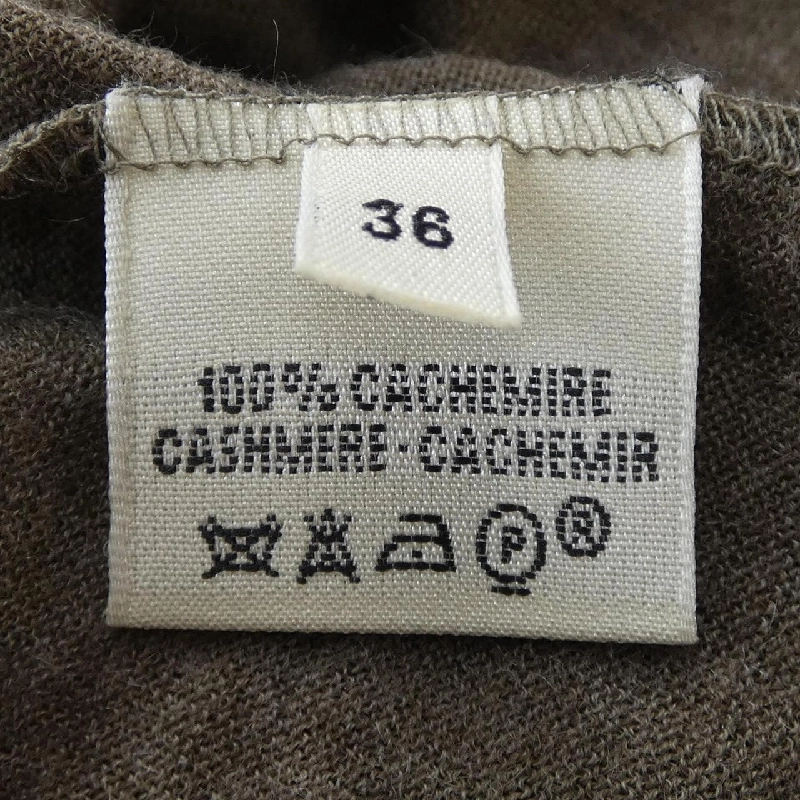 36
100% CACHEMIRE
CASHMERE·CACHEMIR
P ®